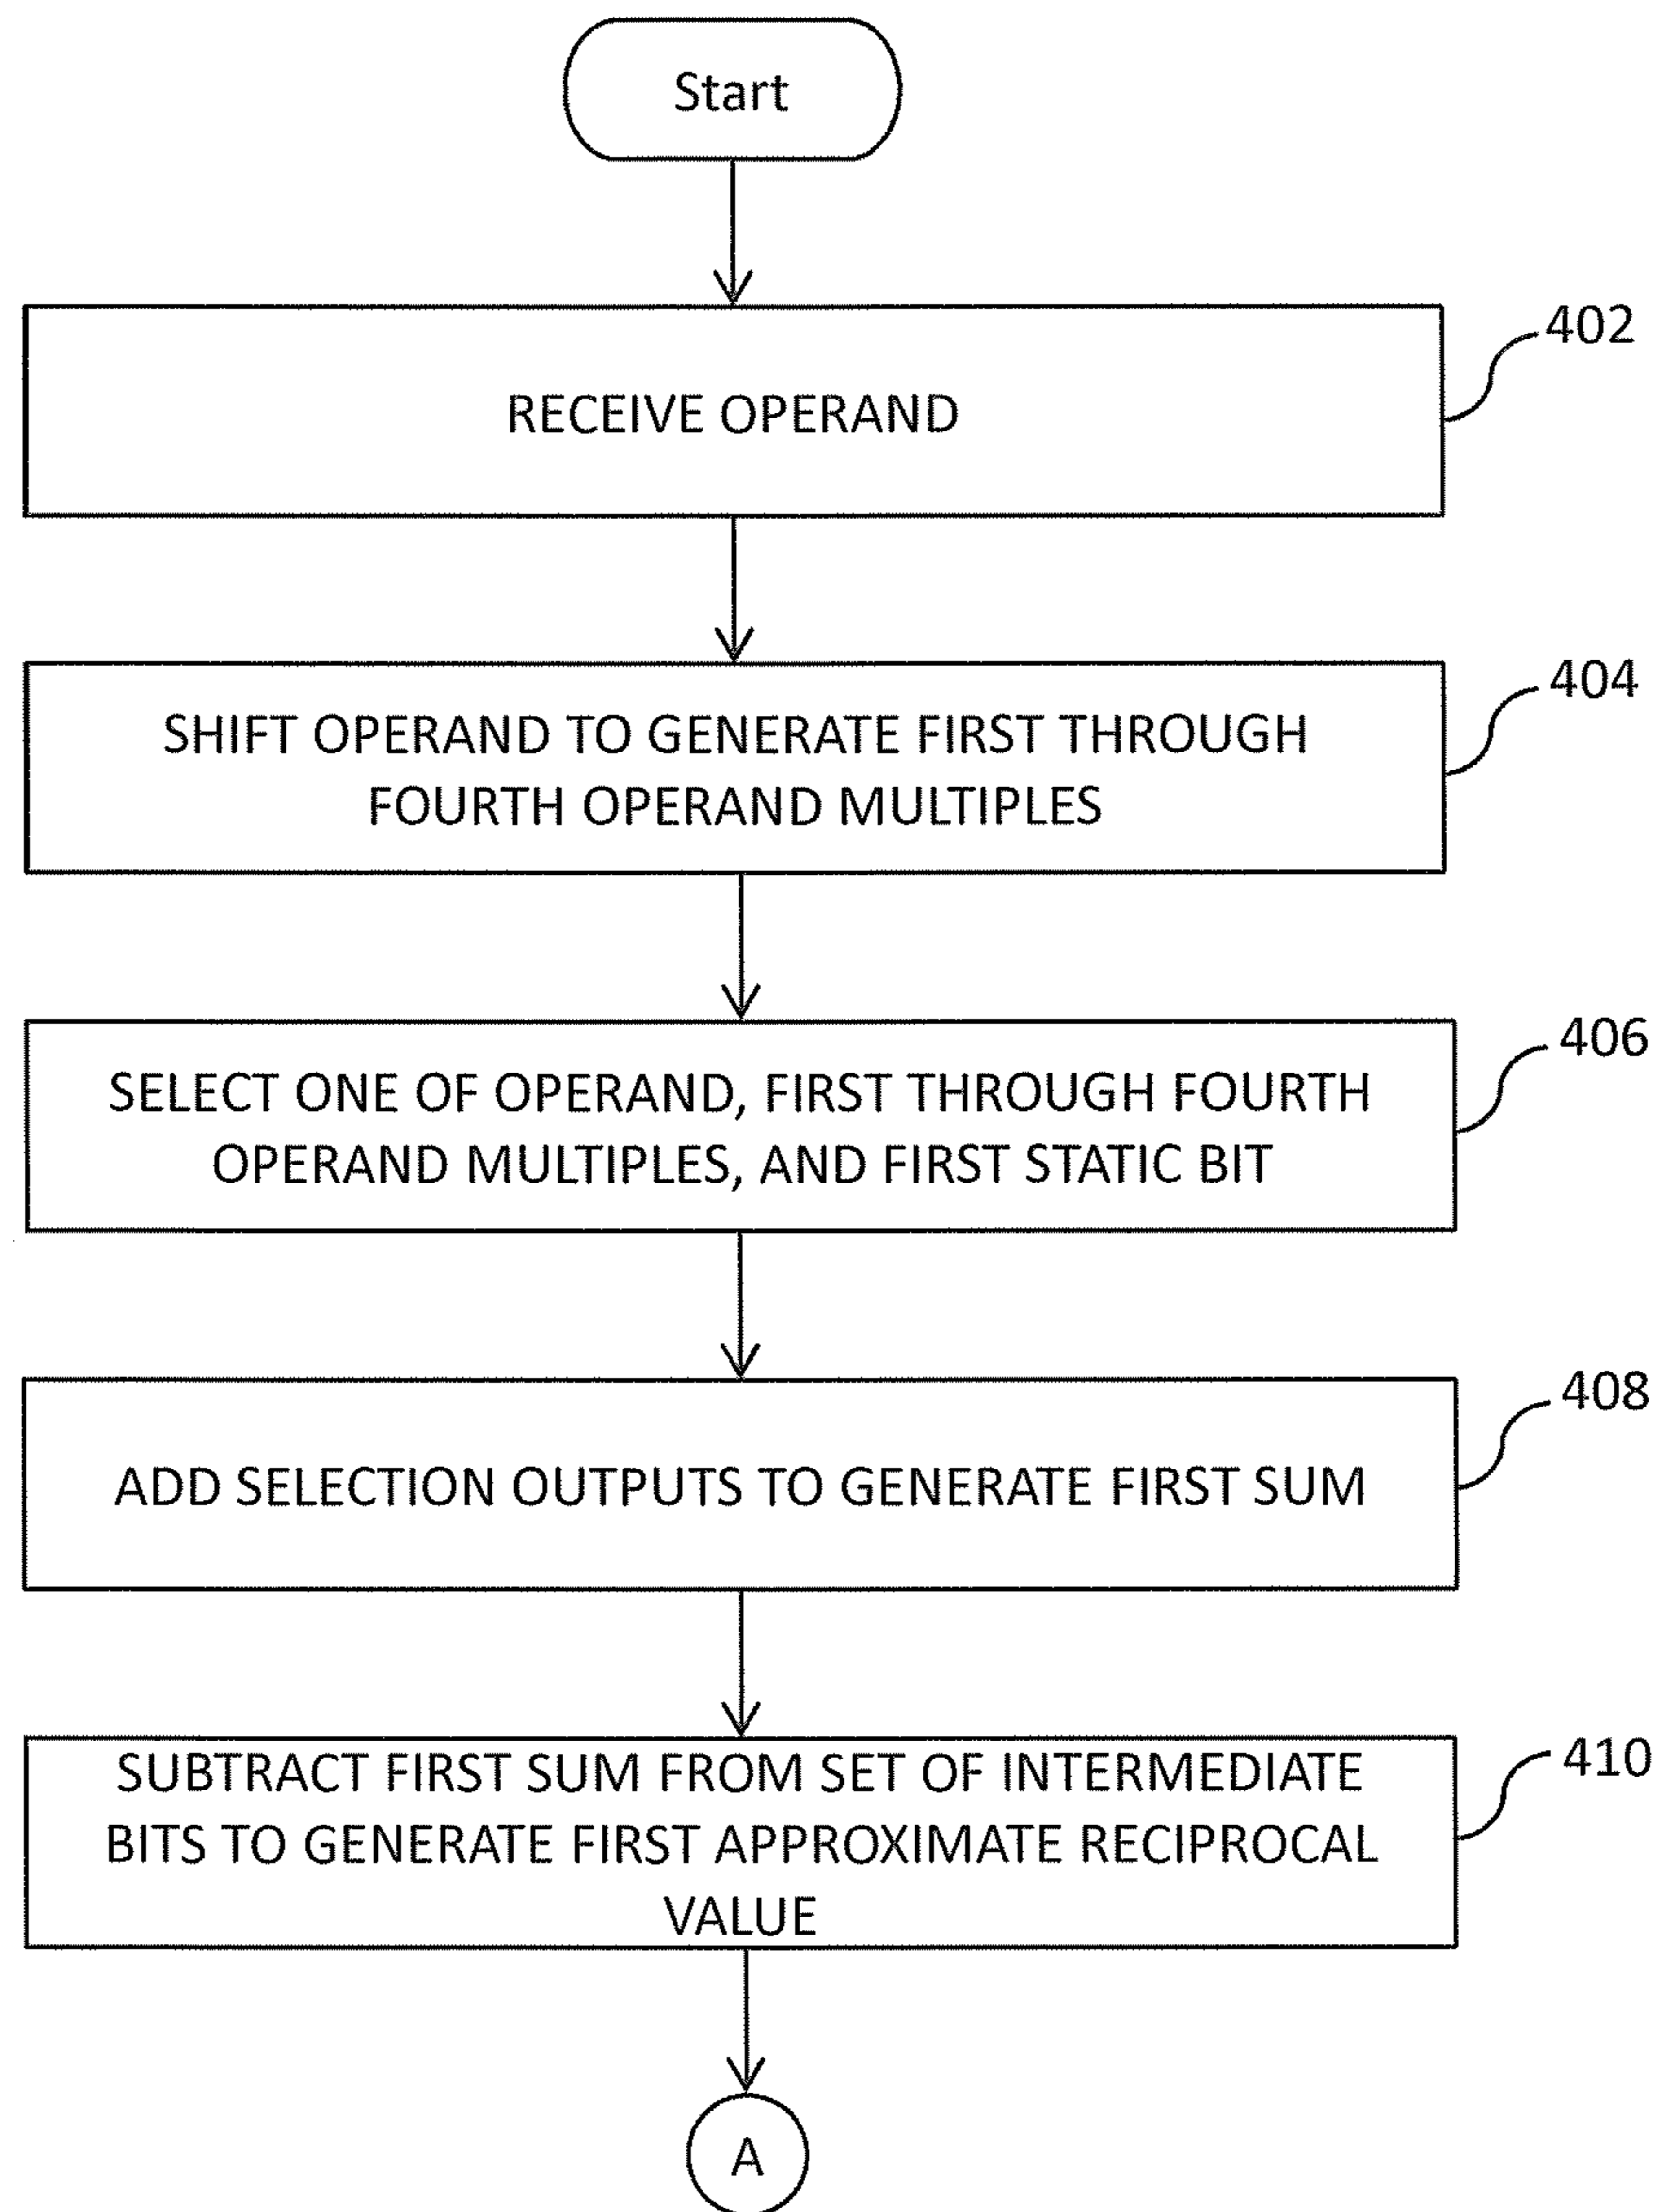 Start
402
RECEIVE OPERAND
404
SHIFT OPERAND TO GENERATE FIRST THROUGH
FOURTH OPERAND MULTIPLES
406
SELECT ONE OF OPERAND, FIRST THROUGH FOURTH
OPERAND MULTIPLES, AND FIRST STATIC BIT
408
ADD SELECTION OUTPUTS TO GENERATE FIRST SUM
410
SUBTRACT FIRST SUM FROM SET OF INTERMEDIATE
BITS TO GENERATE FIRST APPROXIMATE RECIPROCAL
VALUE
A